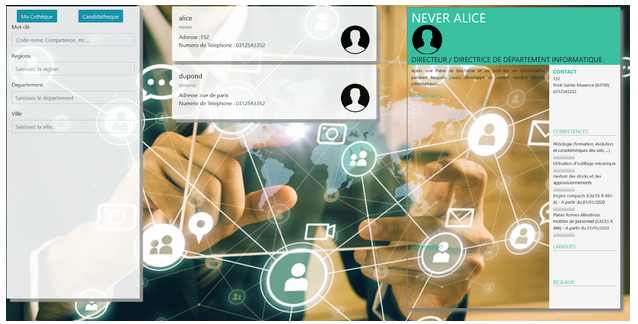 Ma Cvthèque
Candidatheque
Mot clé
Code rome, Competence, etc ...
Regions
Saisissez la region
Departement
Saisissez le departement
Ville
Saisissez la ville..
alice
never
Adresse :152
Numero de Telephone : 0312543352
dupond
simone
Adresse :rue de paris
Numero de Telephone : 0312543352
NEVER ALICE
DIRECTEUR / DIRECTRICE DE DÉPARTEMENT INFORMATIQUE
CONTACT
152
Pont-Sainte-Maxence (60700)
0312543352
COMPETENCES
Pédologie (formation, évolution
et caractéristiques des sols, ...)
Utilisation d'outillage mécanique
Gestion des stocks et des
approvisionnements
Engins compacts (CACES R 482-
A) - A partir du 01/01/2020
Plates-formes élévatrices
mobiles de personnel (CACES R
486) - A partir du 01/01/2020
LANGUES
RÉSEAUX